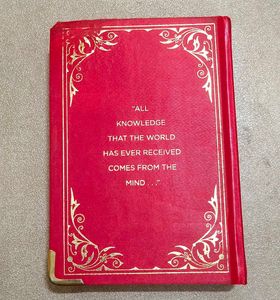 "ALL
KNOWLEDGE
THAT THE WORLD
HAS EVER RECEIVED
COMES FROM THE
MIND . . ."